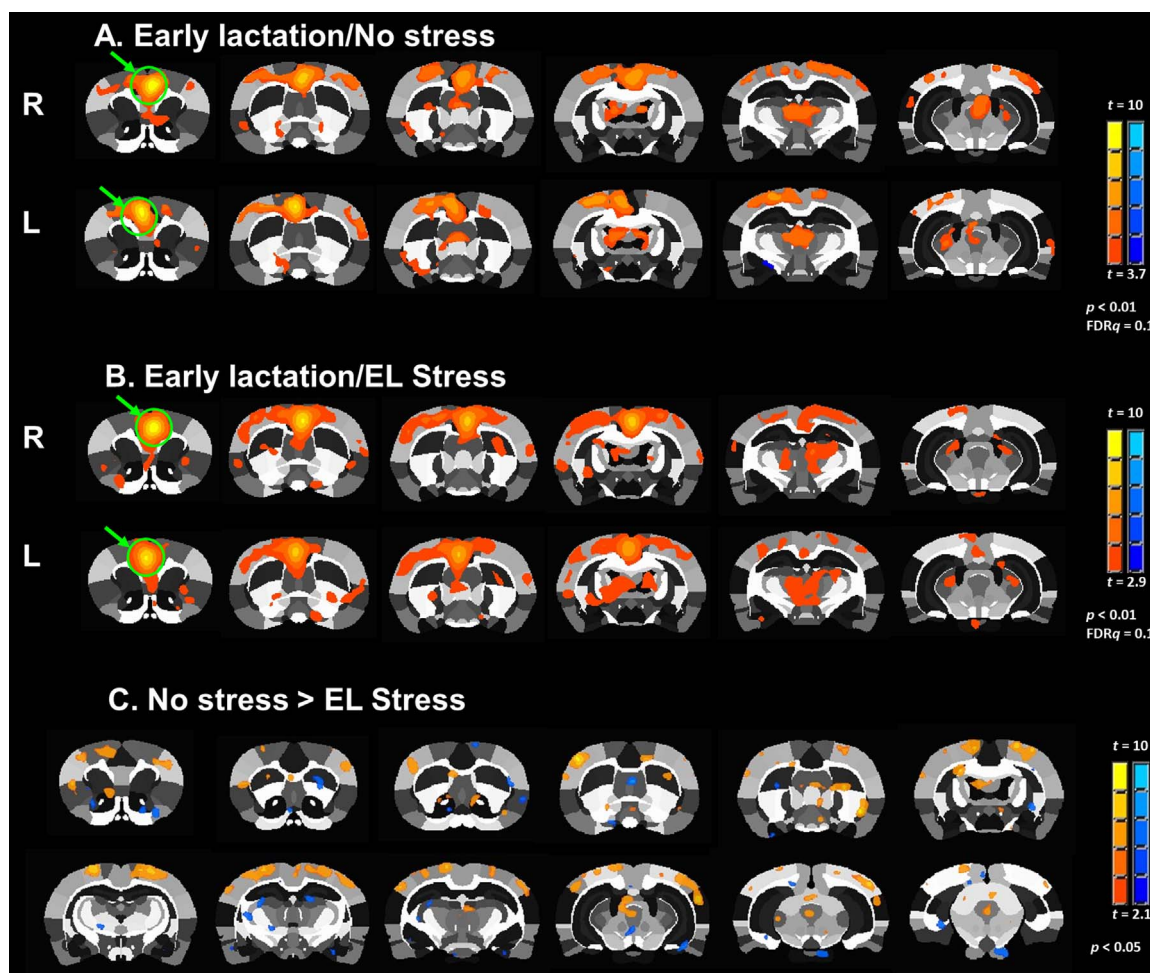 A. Early lactation/No stress
R
L
t = 10
t = 3.7
p < 0.01
FDRq = 0.1
B. Early lactation/EL Stress
R
L
t = 10
t = 2.9
p < 0.01
FDRq = 0.1
C. No stress > EL Stress
t = 10
t = 2.1
p < 0.05